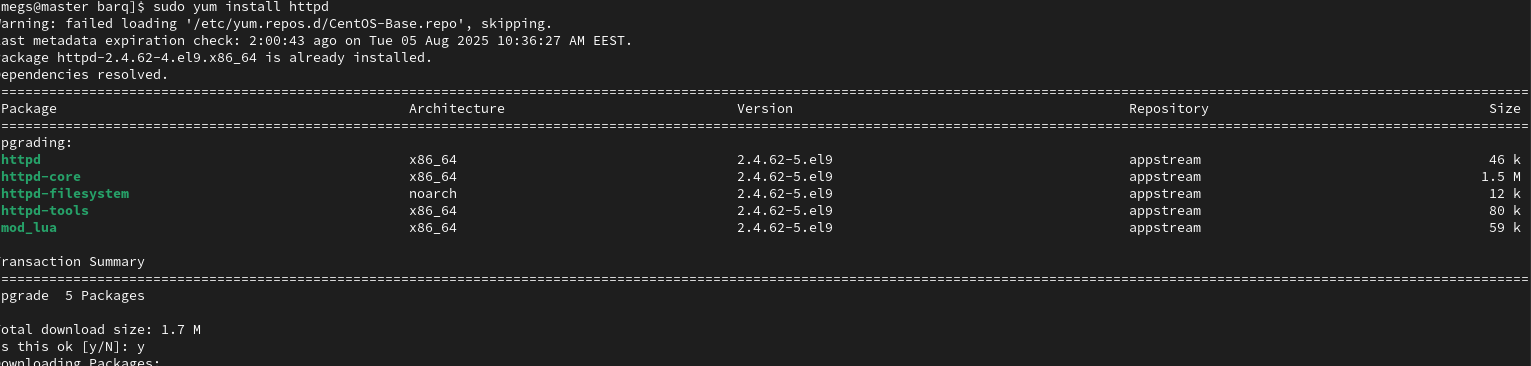 megs@master barq]$ sudo yum install httpd
arning: failed loading '/etc/yum.repos.d/CentOS-Base.repo', skipping.
ast metadata expiration check: 2:00:43 ago on Tue 05 Aug 2025 10:36:27 AM EEST.
ackage httpd-2.4.62-4.el9.x86_64 is already installed.
ependencies resolved.
Package Architecture Version Repository Size
pgrading:
httpd x86_64 2.4.62-5.el9 appstream 46 k
httpd-core x86_64 2.4.62-5.el9 appstream 1.5 M
httpd-filesystem noarch 2.4.62-5.el9 appstream 12 k
httpd-tools x86_64 2.4.62-5.el9 appstream 80 k
mod_lua x86_64 2.4.62-5.el9 appstream 59 k
ransaction Summary
pgrade 5 Packages
otal download size: 1.7 M
s this ok [y/N]: y
ownloading Packages: